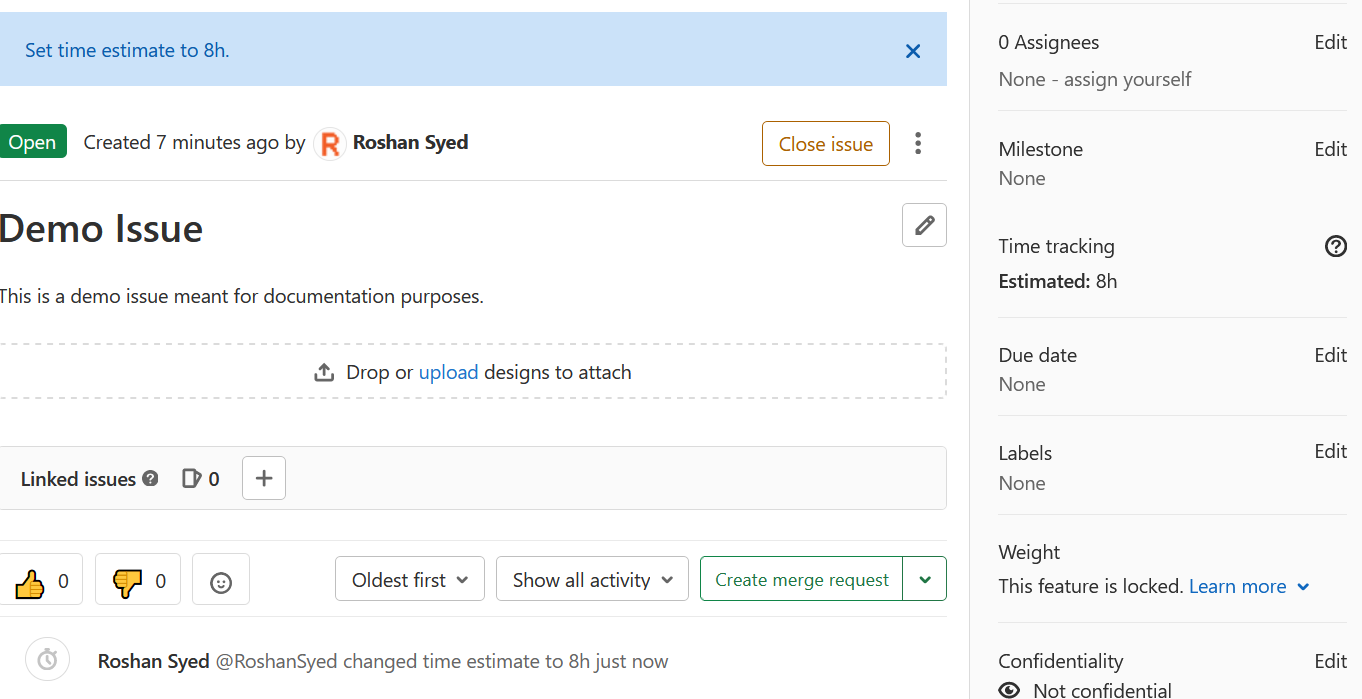 Set time estimate to 8h.
Open
Created 7 minutes ago by
R
Roshan Syed
Close issue
Demo Issue
This is a demo issue meant for documentation purposes.
Drop or upload designs to attach
Linked issues
0
0
0
Oldest first
Show all activity
Create merge request
Roshan Syed @RoshanSyed changed time estimate to 8h just now
0 Assignees
Edit
None - assign yourself
Milestone
Edit
None
Time tracking
Estimated: 8h
Due date
Edit
None
Labels
Edit
None
Weight
This feature is locked. Learn more
Confidentiality
Edit
Not confidential